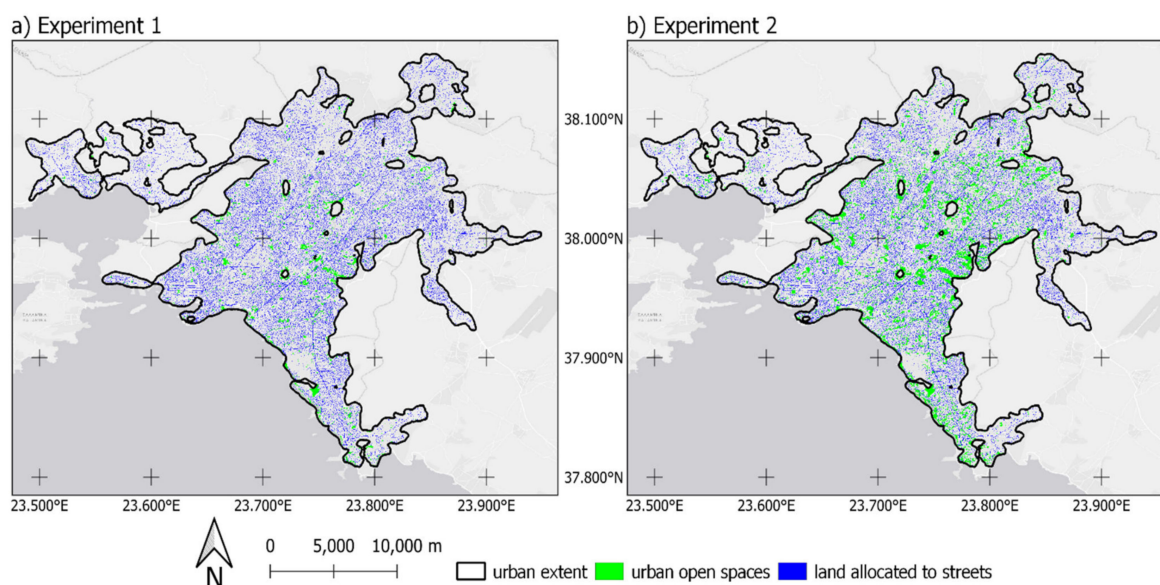 a) Experiment 1
b) Experiment 2
38.100°N
38.000°N
37.900°N
37.800°N
23.500°E 23.600°E 23.700°E 23.800°E 23.900°E
23.500°E 23.600°E 23.700°E 23.800°E 23.900°E
N
0 5,000 10,000 m
urban extent urban open spaces land allocated to streets